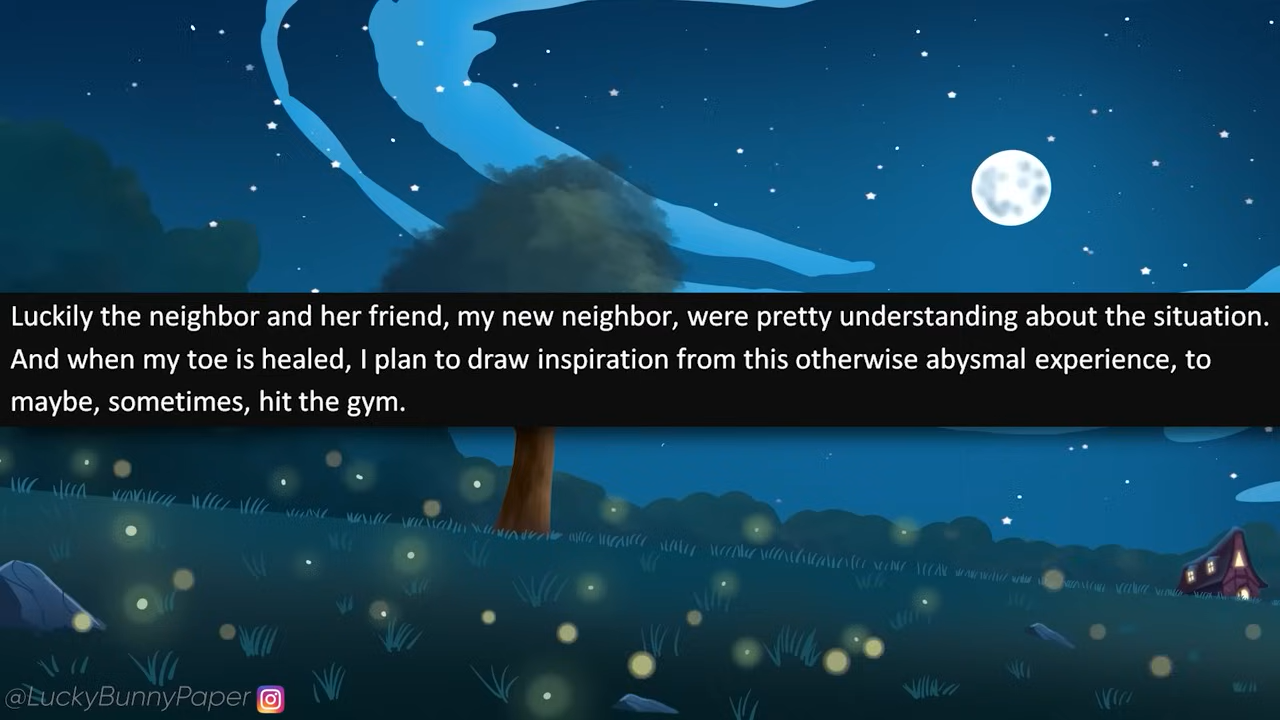 Luckily the neighbor and her friend, my new neighbor, were pretty understanding about the situation.
And when my toe is healed, I plan to draw inspiration from this otherwise abysmal experience, to
maybe, sometimes, hit the gym.
@LuckyBunnyPaper